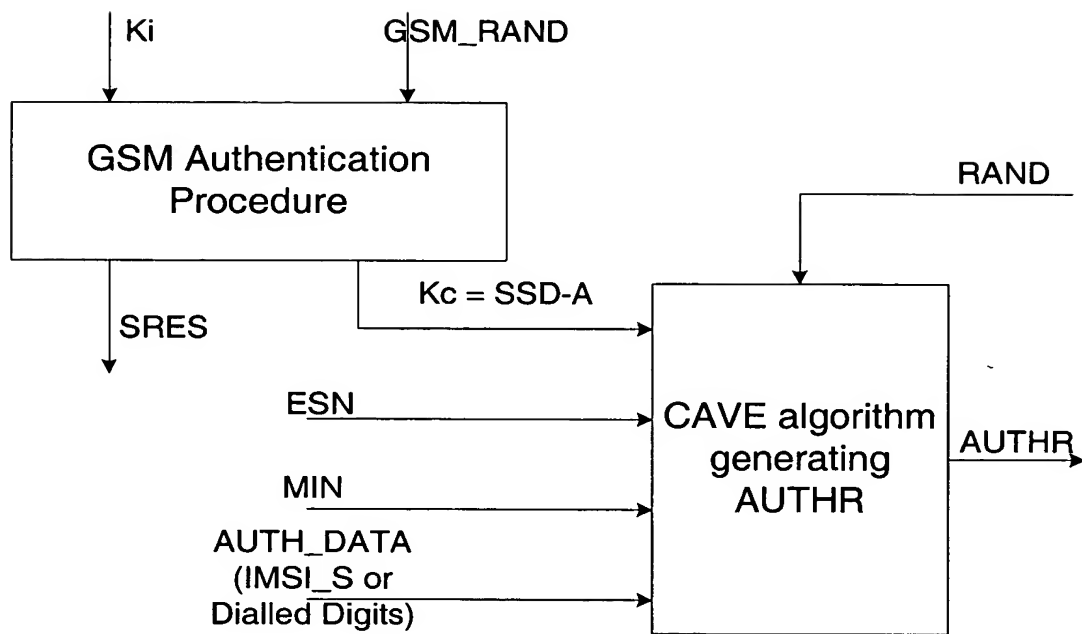 Ki
GSM_RAND
GSM Authentication
Procedure
RAND
Kc = SSD-A
SRES
ESN
CAVE algorithm
generating
AUTHR
AUTHR
MIN
AUTH_DATA
(IMSI_S or
Dialled Digits)